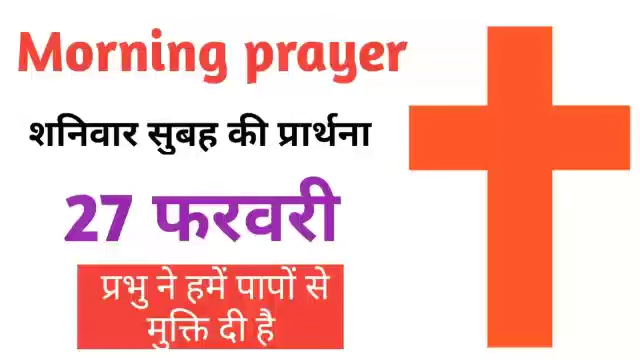 Morning prayer
शनिवार सुबह की प्रार्थना
27 फरवरी
प्रभु ने हमें पापों से
मुक्ति दी है